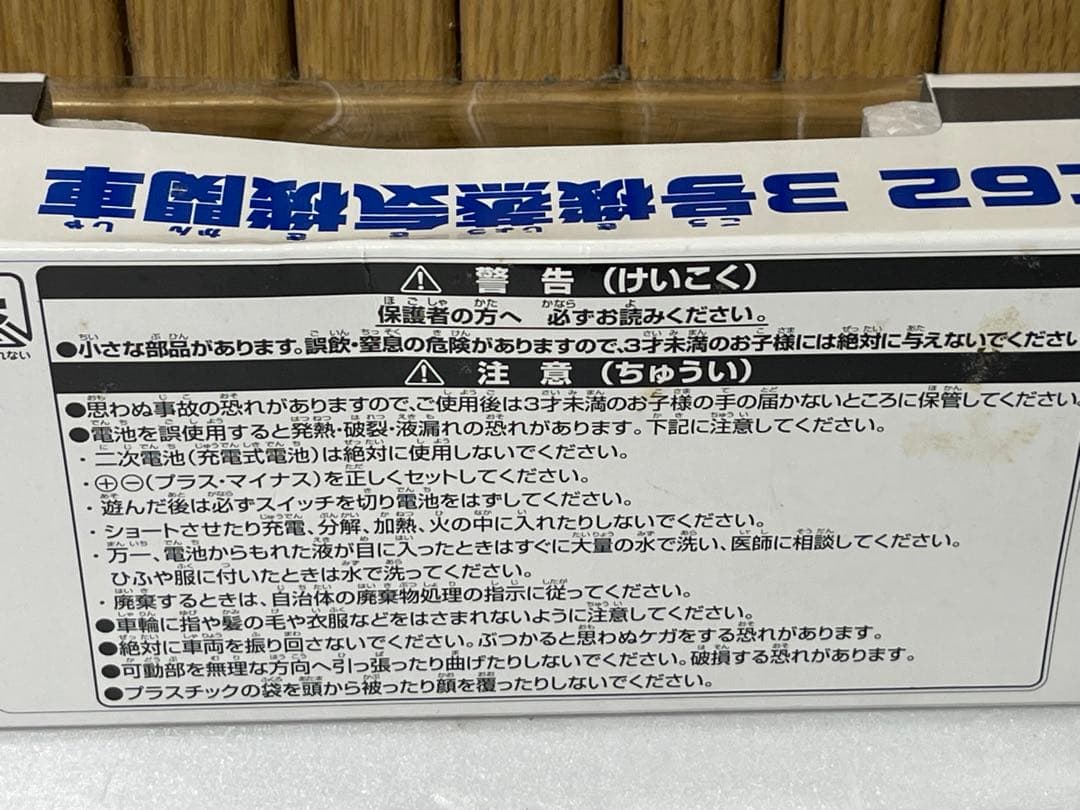 C62 3号機蒸気機関車
れない
⚠ 警告（けいこく）
保護者の方へ 必ずお読みください。
●小さな部品があります。誤飲・窒息の危険がありますので、3才未満のお子様には絶対に与えないでください
⚠ 注意（ちゅうい）
●思わぬ事故の恐れがありますので、ご使用後は3才未満のお子様の手の届かないところに保管してください。
●電池を誤使用すると発熱・破裂・液漏れの恐れがあります。下記に注意してください。
・二次電池（充電式電池）は絶対に使用しないでください。
・⊕⊖（プラス・マイナス）を正しくセットしてください。
・遊んだ後は必ずスイッチを切り電池をはずしてください。
・ショートさせたり充電、分解、加熱、火の中に入れたりしないでください。
・万一、電池からもれた液が目に入ったときはすぐに大量の水で洗い、医師に相談してください。
ひふや服に付いたときは水で洗ってください。
・廃棄するときは、自治体の廃棄物処理の指示に従ってください。
●車輪に指や髪の毛や衣服などをはさまれないように注意してください。
●絶対に車両を振り回さないでください。ぶつかると思わぬケガをする恐れがあります。
●可動部を無理な方向へ引っ張ったり曲げたりしないでください。破損する恐れがあります。
●プラスチックの袋を頭から被ったり顔を覆ったりしないでください。